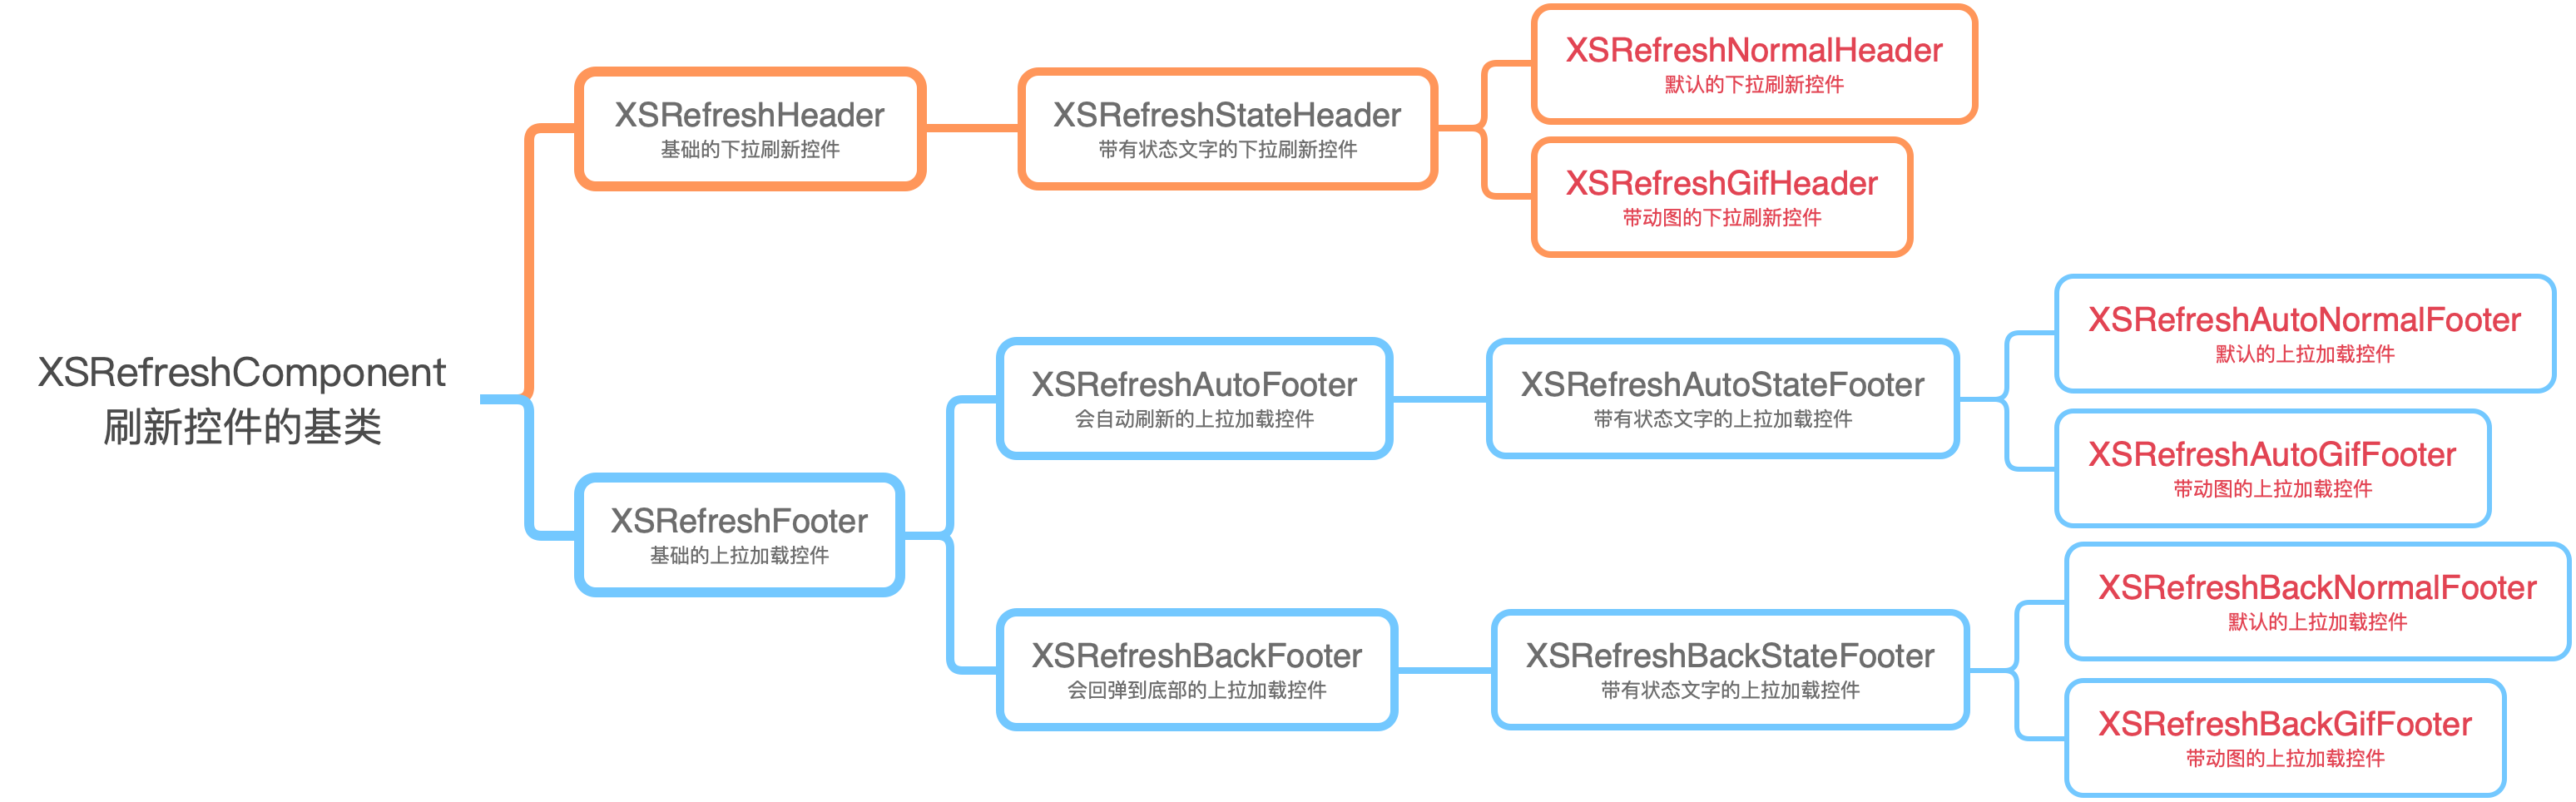 XSRefreshComponent
刷新控件的基类
XSRefreshHeader
基础的下拉刷新控件
XSRefreshStateHeader
带有状态文字的下拉刷新控件
XSRefreshNormalHeader
默认的下拉刷新控件
XSRefreshGifHeader
带动图的下拉刷新控件
XSRefreshFooter
基础的上拉加载控件
XSRefreshAutoFooter
会自动刷新的上拉加载控件
XSRefreshAutoStateFooter
带有状态文字的上拉加载控件
XSRefreshAutoNormalFooter
默认的上拉加载控件
XSRefreshAutoGifFooter
带动图的上拉加载控件
XSRefreshBackFooter
会回弹到底部的上拉加载控件
XSRefreshBackStateFooter
带有状态文字的上拉加载控件
XSRefreshBackNormalFooter
默认的上拉加载控件
XSRefreshBackGifFooter
带动图的上拉加载控件